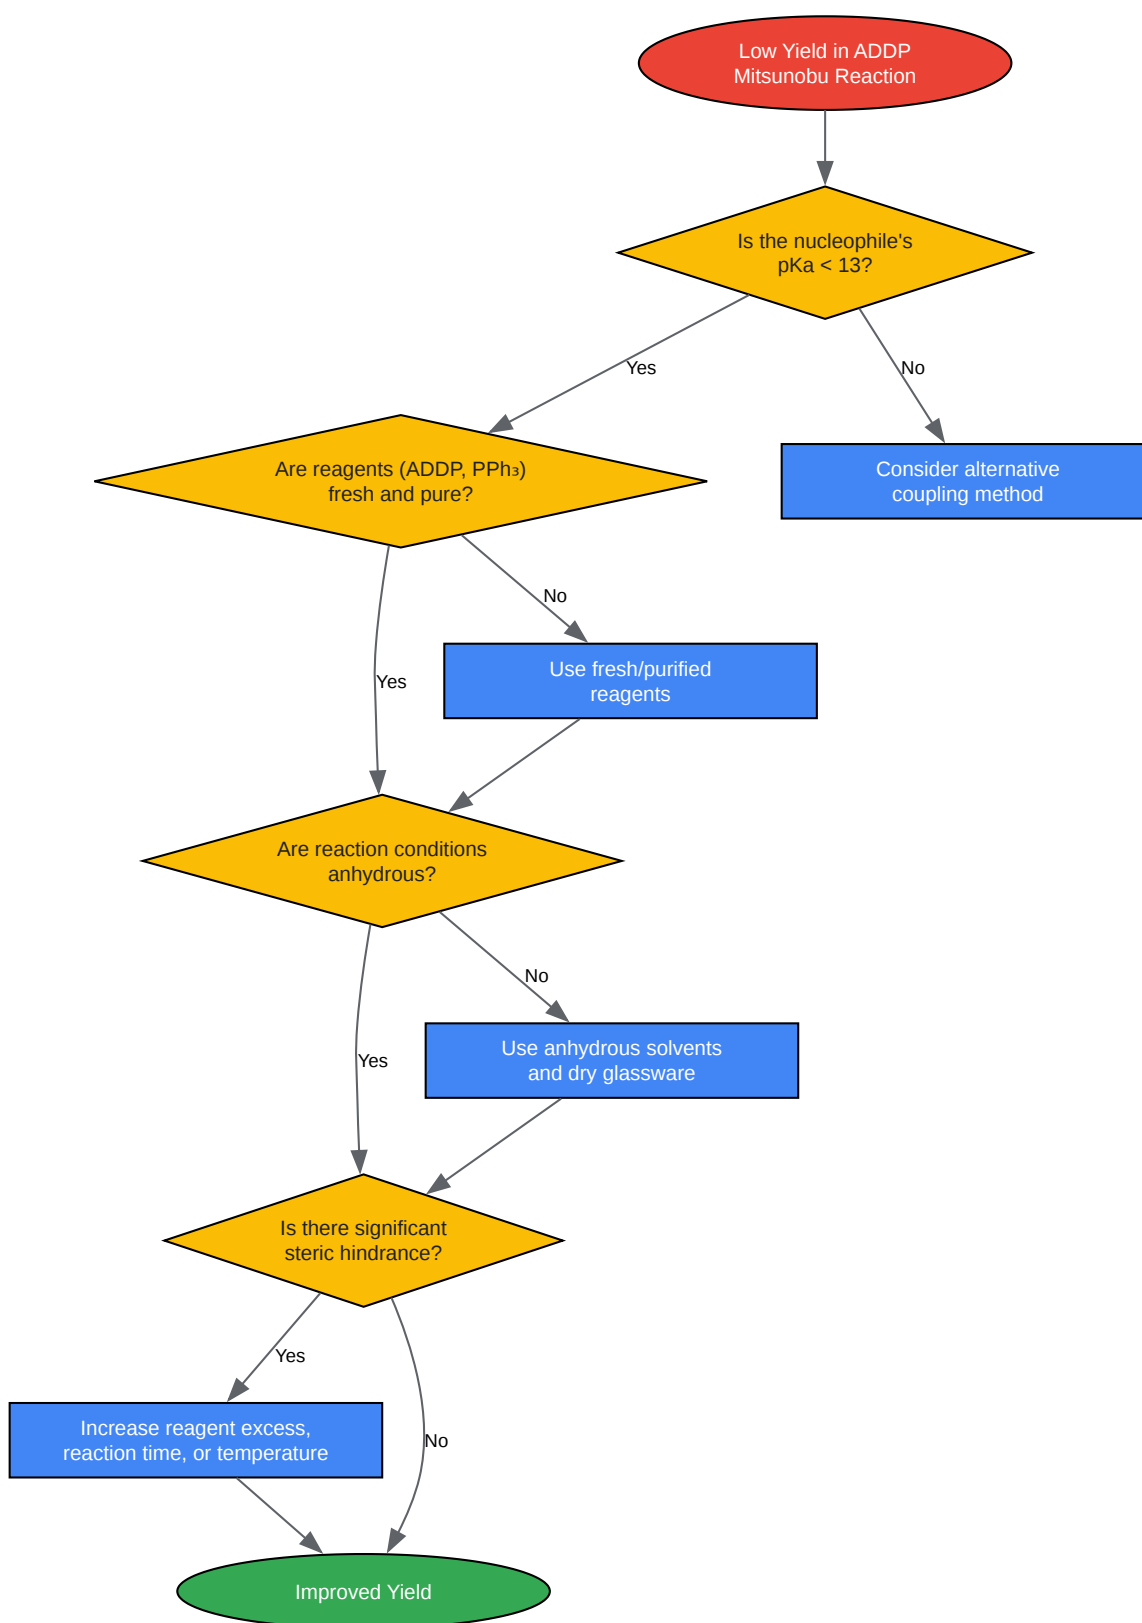 Low Yield in ADDP
Mitsunobu Reaction
Is the nucleophile's
pKa < 13?
Yes
No
Are reagents (ADDP, PPh₃)
fresh and pure?
Consider alternative
coupling method
No
Yes
Use fresh/purified
reagents
Are reaction conditions
anhydrous?
No
Yes
Use anhydrous solvents
and dry glassware
Is there significant
steric hindrance?
Yes
No
Increase reagent excess,
reaction time, or temperature
Improved Yield